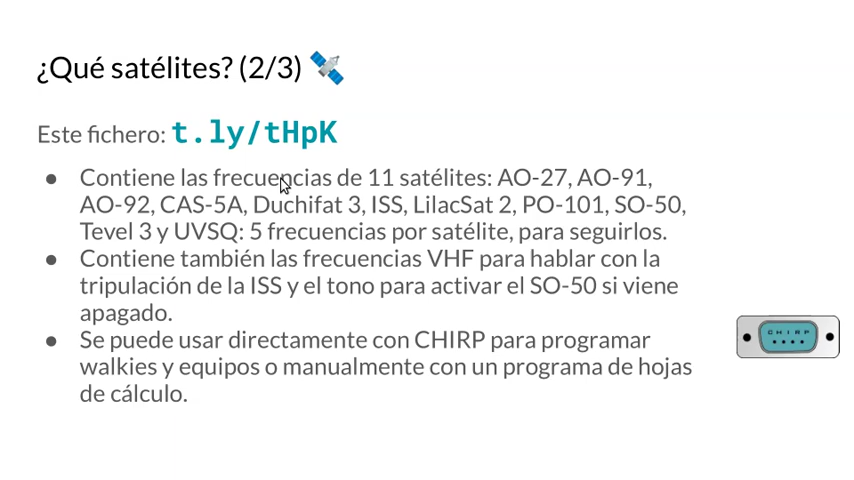 ¿Qué satélites? (2/3)
Este fichero: t.ly/tHpK
● Contiene las frecuencias de 11 satélites: AO-27, AO-91,
AO-92, CAS-5A, Duchifat 3, ISS, LilacSat 2, PO-101, SO-50,
Tevel 3 y UVSQ: 5 frecuencias por satélite, para seguirlos.
● Contiene también las frecuencias VHF para hablar con la
tripulación de la ISS y el tono para activar el SO-50 si viene
apagado.
● Se puede usar directamente con CHIRP para programar
walkies y equipos o manualmente con un programa de hojas
de cálculo.
CHIRP